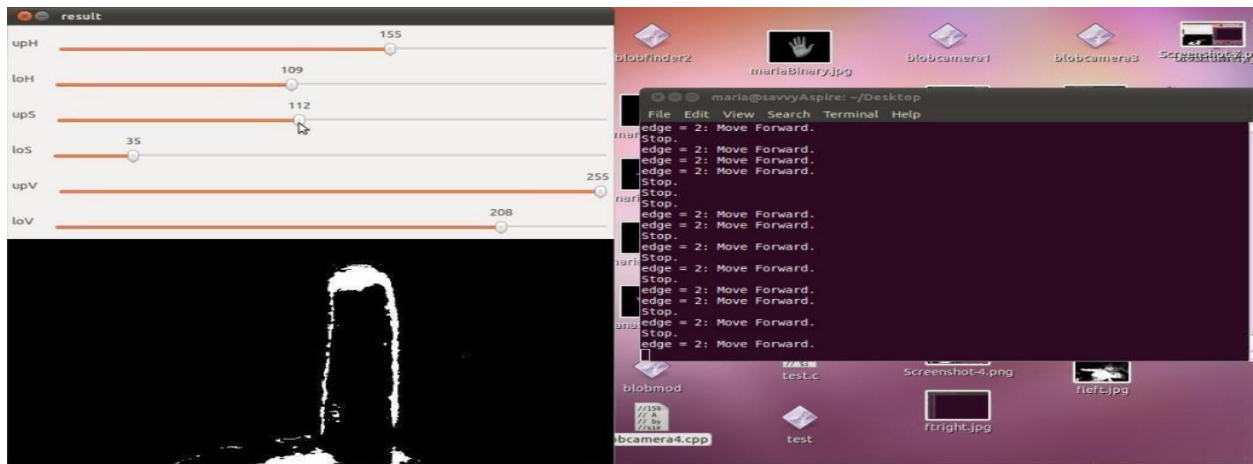 result
upH
155
loH
109
upS
112
loS
35
upV
255
loV
208
blobfinder2
mariaBinary.jpg
blobcamera1
blobcamera3
maria@savvyAspire: ~/Desktop
File Edit View Search Terminal Help
edge = 2: Move Forward.
Stop.
edge = 2: Move Forward.
edge = 2: Move Forward.
edge = 2: Move Forward.
Stop.
Stop.
Stop.
edge = 2: Move Forward.
edge = 2: Move Forward.
Stop.
edge = 2: Move Forward.
Stop.
edge = 2: Move Forward.
Stop.
edge = 2: Move Forward.
edge = 2: Move Forward.
Stop.
edge = 2: Move Forward.
Stop.
edge = 2: Move Forward.
blobmod
test.c
Screenshot-4.png
fleft.jpg
bcamera4.cpp
test
ftright.jpg